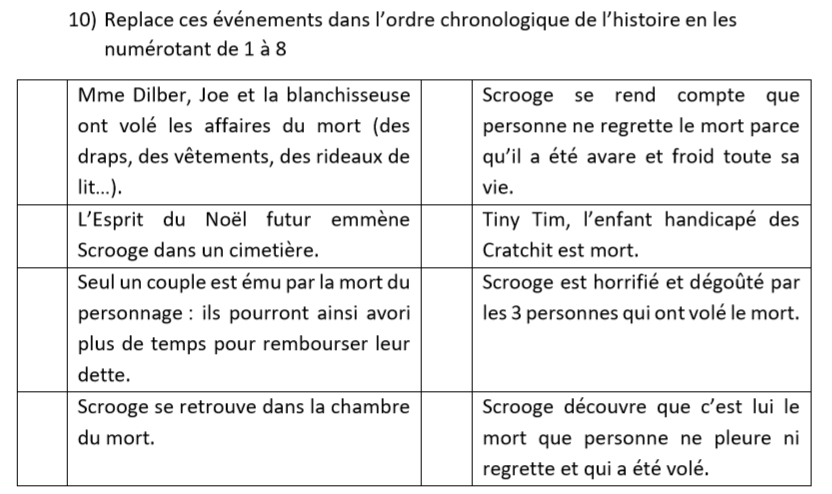 10) Replace ces événements dans l’ordre chronologique de l’histoire en les
numérotant de 1 à 8
Mme Dilber, Joe et la blanchisseuse
ont volé les affaires du mort (des
draps, des vêtements, des rideaux de
lit...).
Scrooge se rend compte que
personne ne regrette le mort parce
qu’il a été avare et froid toute sa
vie.
L’Esprit du Noël futur emmène
Scrooge dans un cimetière.
Tiny Tim, l’enfant handicapé des
Cratchit est mort.
Seul un couple est ému par la mort du
personnage : ils pourront ainsi avori
plus de temps pour rembourser leur
dette.
Scrooge est horrifié et dégoûté par
les 3 personnes qui ont volé le mort.
Scrooge se retrouve dans la chambre
du mort.
Scrooge découvre que c’est lui le
mort que personne ne pleure ni
regrette et qui a été volé.